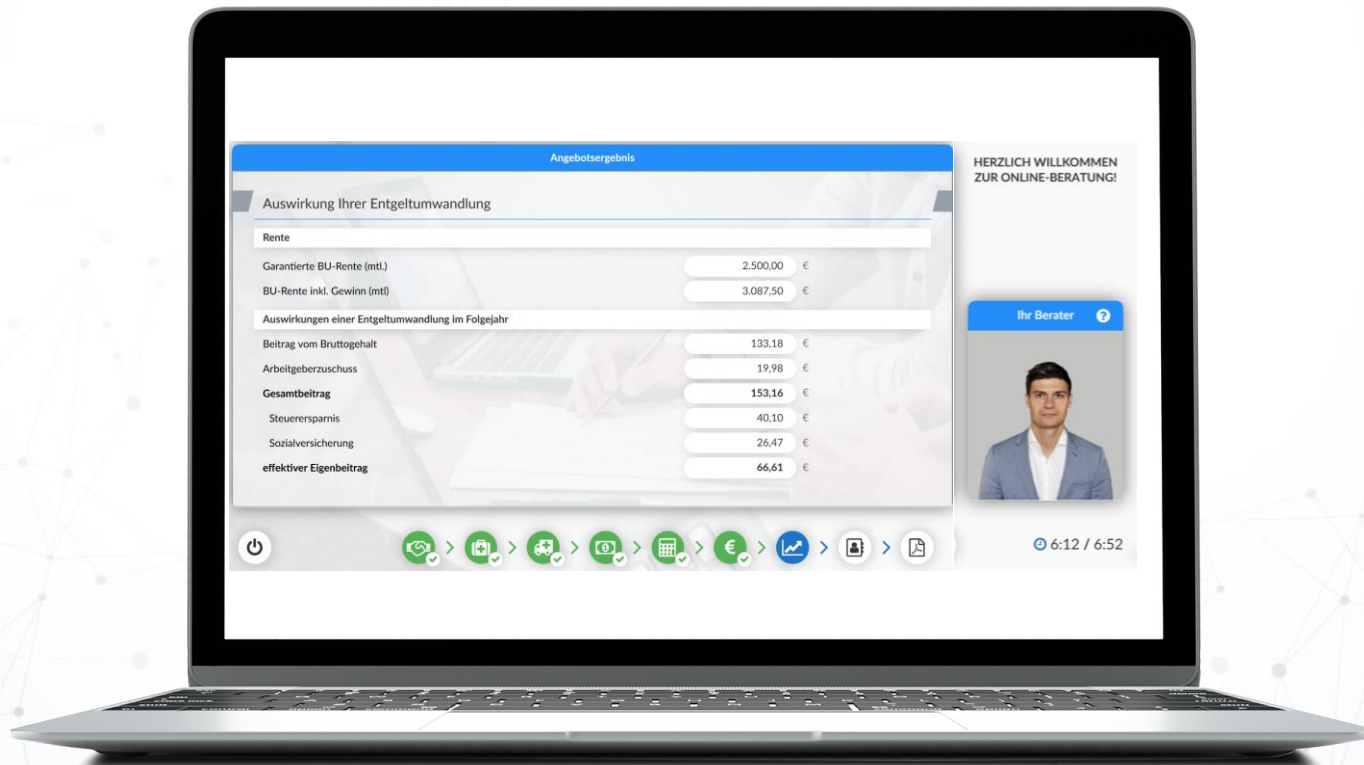 Angebotsergebnis
Auswirkung Ihrer Entgeltumwandlung
Rente
Garantierte BU-Rente (mtl.) 2.500,00 €
BU-Rente inkl. Gewinn (mtl) 3.087,50 €
Auswirkungen einer Entgeltumwandlung im Folgejahr
Beitrag vom Bruttogehalt 133,18 €
Arbeitgeberzuschuss 19,98 €
Gesamtbeitrag 153,16 €
Steuerersparnis 40,10 €
Sozialversicherung 26,47 €
effektiver Eigenbeitrag 66,61 €
HERZLICH WILLKOMMEN
ZUR ONLINE-BERATUNG!
Ihr Berater ?
6:12 / 6:52